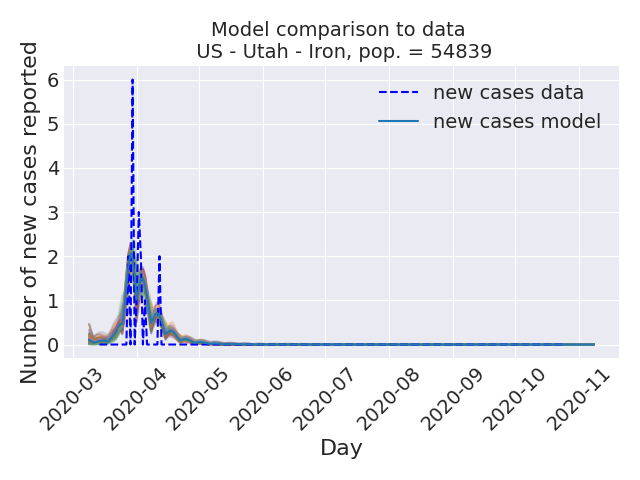 Model comparison to data
US - Utah - Iron, pop. = 54839
Number of new cases reported
6
5
4
3
2
1
0
new cases data
new cases model
2020-03
2020-04
2020-05
2020-06
2020-07
2020-08
2020-09
2020-10
2020-11
Day